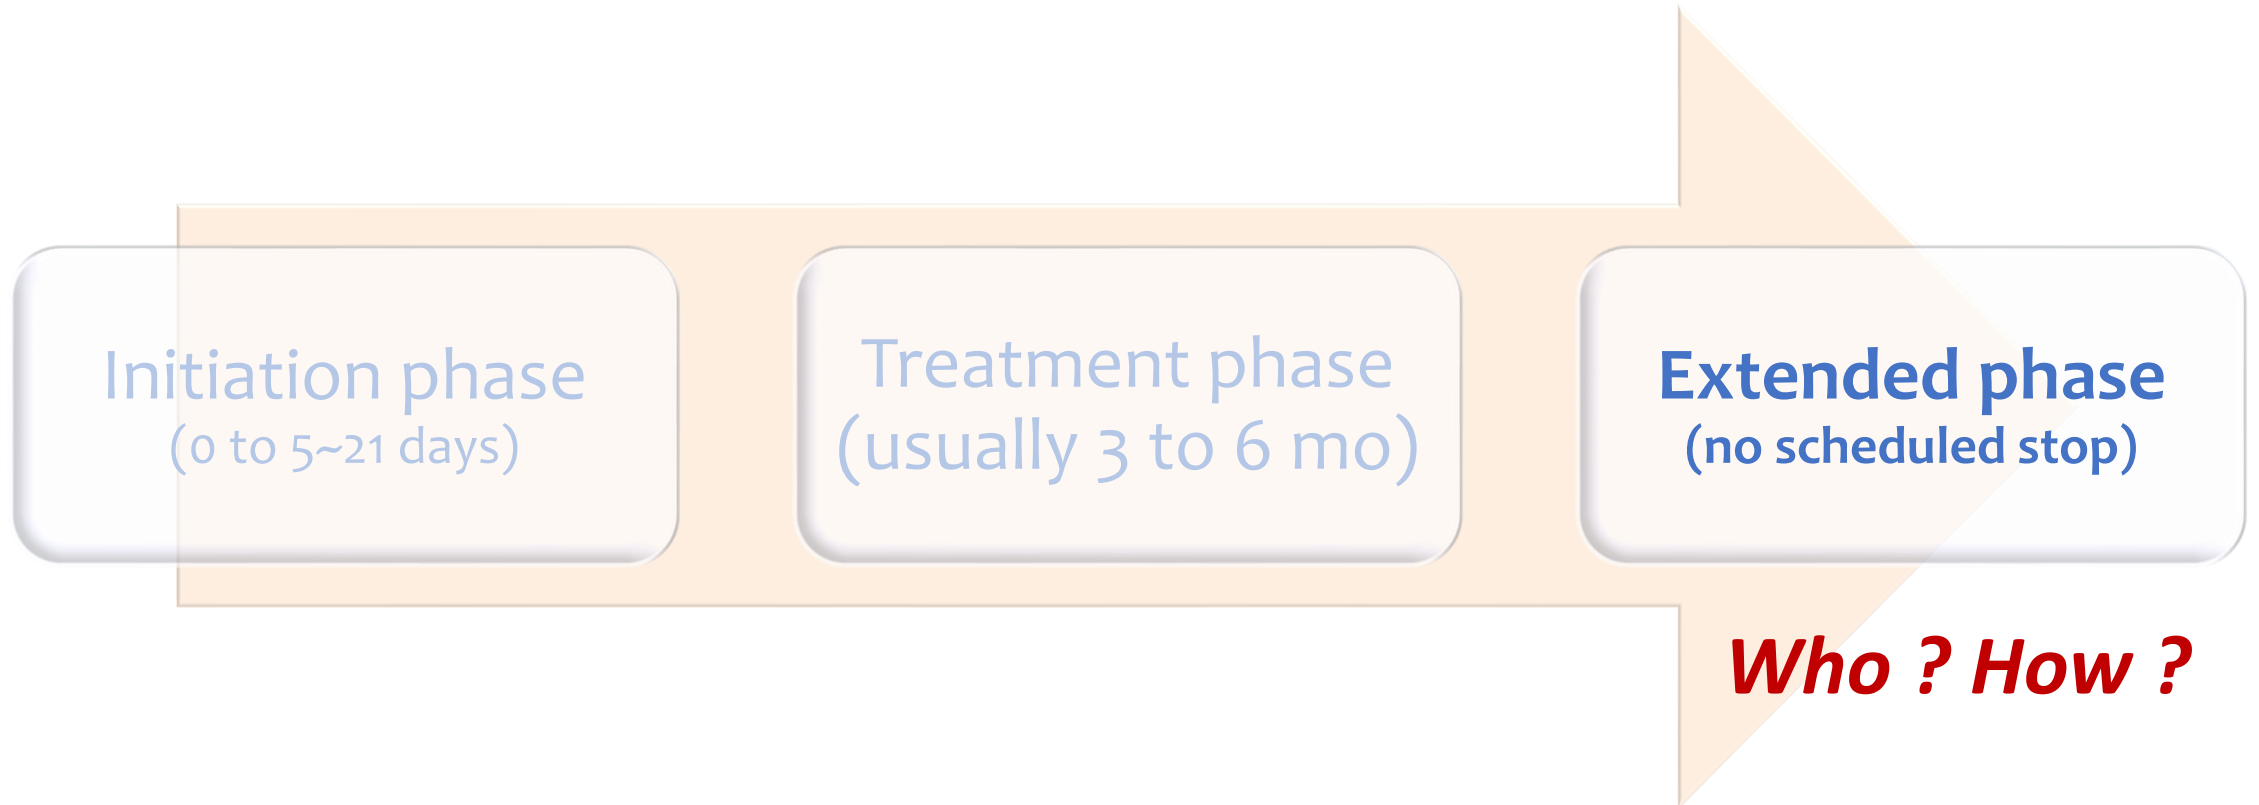 Initiation phase
(0 to 5~21 days)
Treatment phase
(usually 3 to 6 mo)
Extended phase
(no scheduled stop)
Who ? How ?